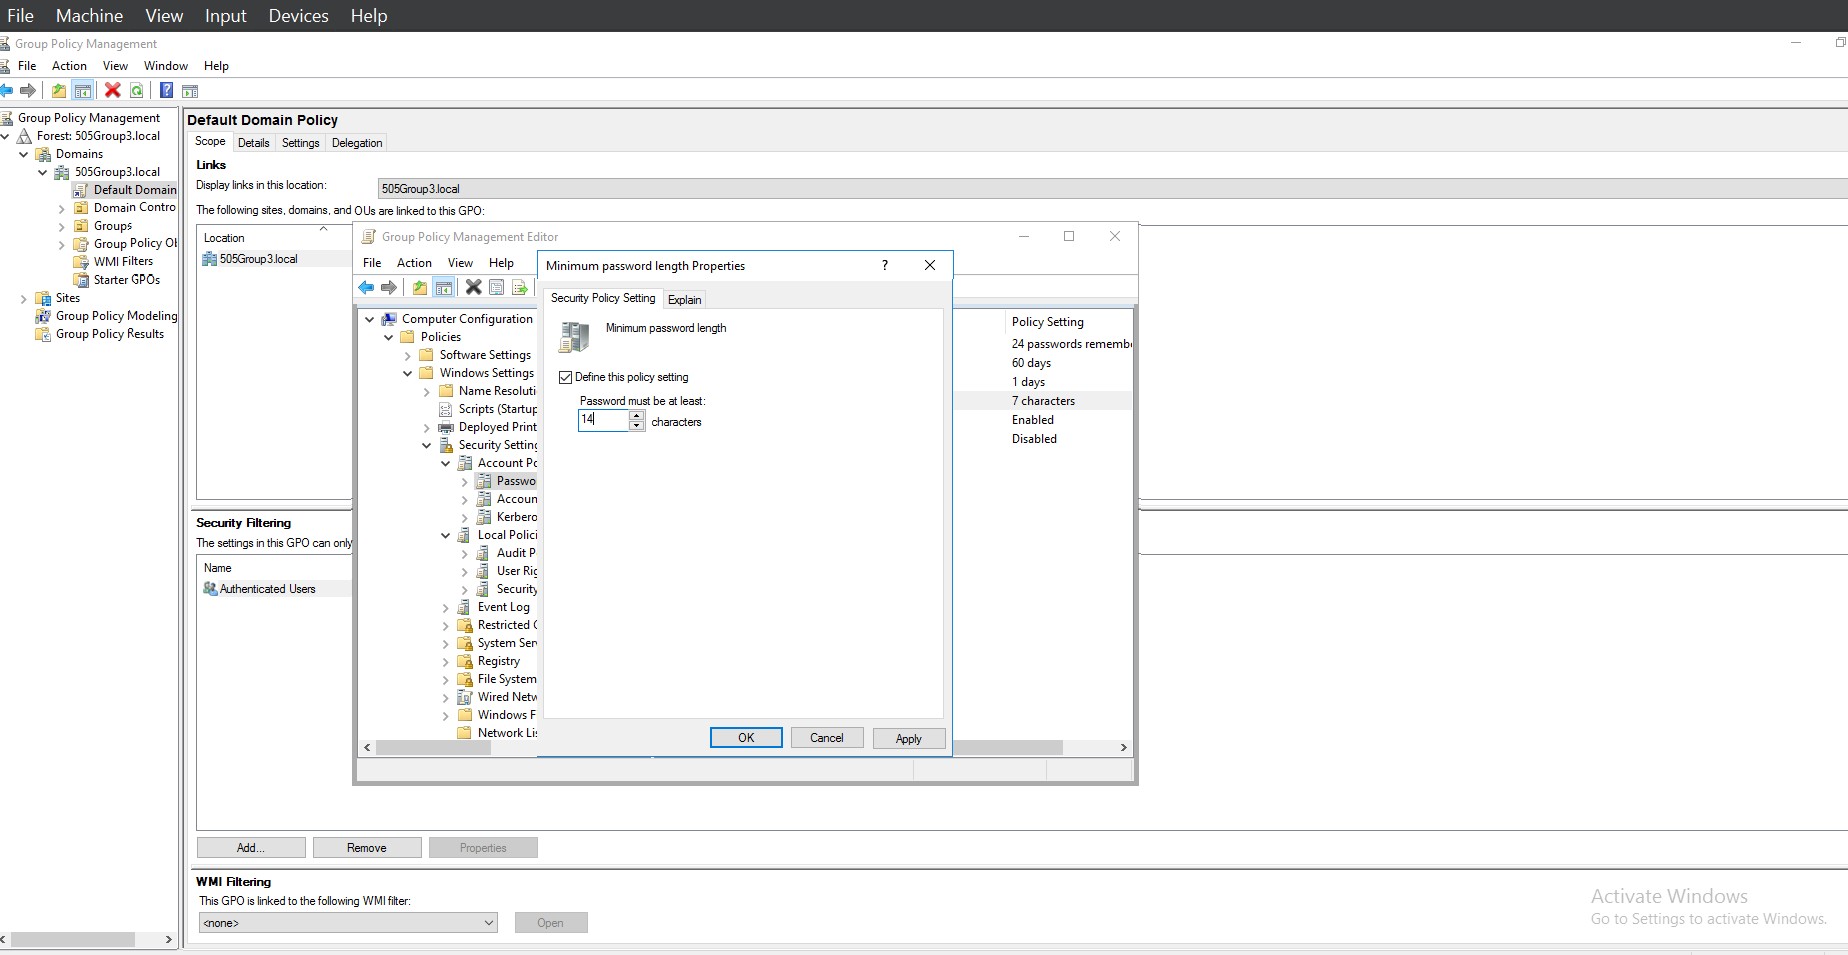 File Machine View Input Devices Help
Group Policy Management
File Action View Window Help
Group Policy Management
Forest: 505Group3.local
Domains
505Group3.local
Default Domain
Domain Contro
Groups
Group Policy Ob
WMI Filters
Starter GPOs
Sites
Group Policy Modeling
Group Policy Results
Default Domain Policy
Scope Details Settings Delegation
Links
Display links in this location: 505Group3.local
The following sites, domains, and OUs are linked to this GPO:
Location
505Group3.local
Group Policy Management Editor
File Action View Help
Computer Configuration
Policies
Software Settings
Windows Settings
Name Resoluti
Scripts (Startup
Deployed Print
Security Setting
Account Po
Passwo
Accoun
Kerbero
Local Polici
Audit P
User Rig
Security
Event Log
Restricted G
System Ser
Registry
File System
Wired Netw
Windows F
Network Lis
Minimum password length Properties
?
Security Policy Setting Explain
Minimum password length
Define this policy setting
Password must be at least:
14 characters
OK Cancel Apply
Policy Setting
24 passwords rememb
60 days
1 days
7 characters
Enabled
Disabled
Security Filtering
The settings in this GPO can only
Name
Authenticated Users
Add... Remove Properties
WMI Filtering
This GPO is linked to the following WMI filter:
<none> Open
Activate Windows
Go to Settings to activate Windows.